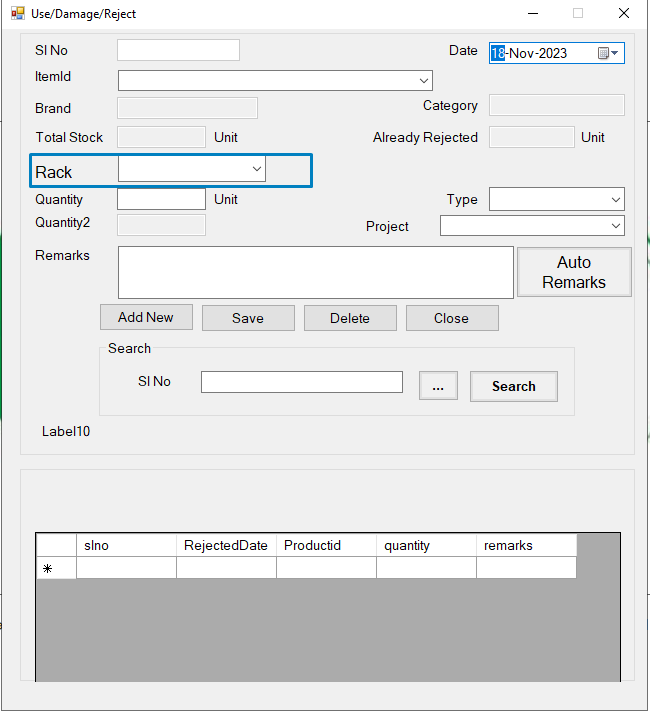 Use/Damage/Reject
Sl No
Date 18-Nov-2023
ItemId
Brand
Category
Total Stock Unit
Already Rejected Unit
Rack
Quantity Unit
Type
Quantity2
Project
Remarks
Auto
Remarks
Add New Save Delete Close
Search
Sl No ... Search
Label10
slno RejectedDate Productid quantity remarks